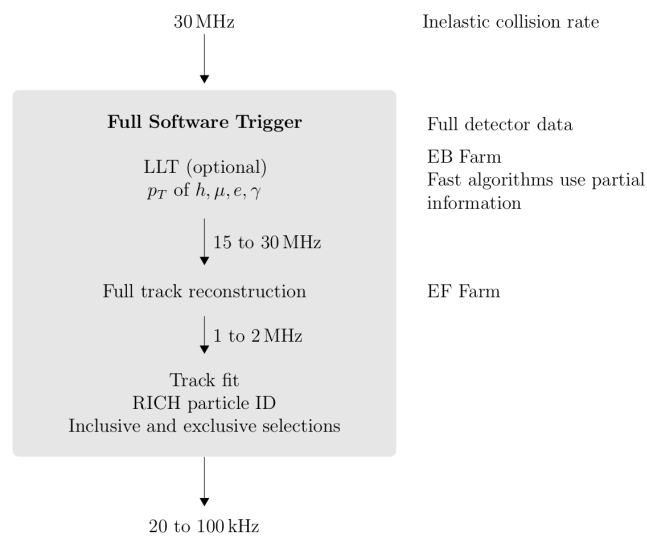 30 MHz
Inelastic collision rate
Full Software Trigger
Full detector data
LLT (optional)
p_T of h, μ, e, γ
EB Farm
Fast algorithms use partial
information
15 to 30 MHz
Full track reconstruction
EF Farm
1 to 2 MHz
Track fit
RICH particle ID
Inclusive and exclusive selections
20 to 100 kHz